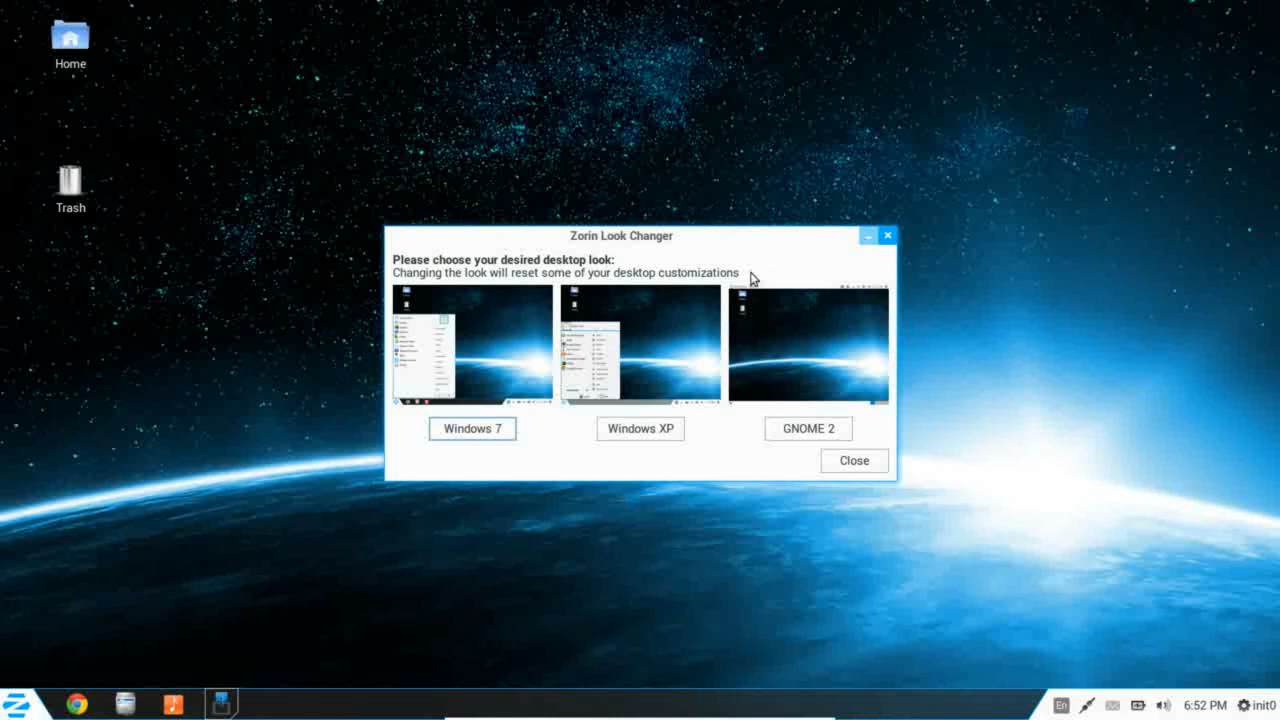 Home
Trash
Zorin Look Changer
Please choose your desired desktop look:
Changing the look will reset some of your desktop customizations
Windows 7
Windows XP
GNOME 2
Close
En
6:52 PM
init0